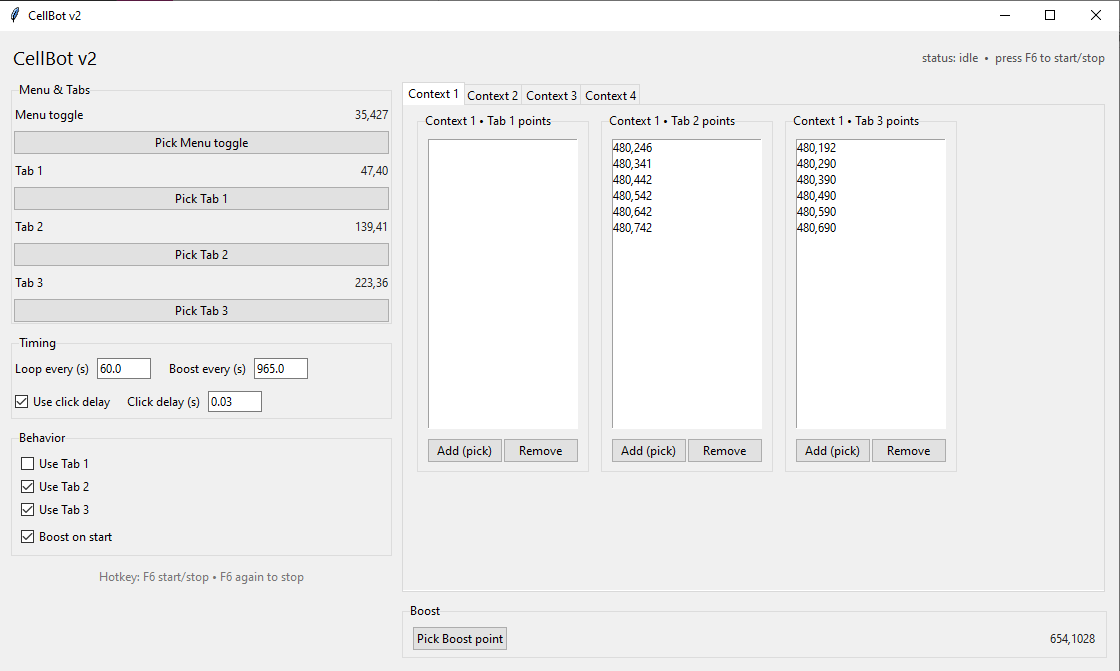 CellBot v2
CellBot v2
status: idle • press F6 to start/stop
Menu & Tabs
Menu toggle 35,427
Pick Menu toggle
Tab 1 47,40
Pick Tab 1
Tab 2 139,41
Pick Tab 2
Tab 3 223,36
Pick Tab 3
Timing
Loop every (s) 60.0 Boost every (s) 965.0
Use click delay Click delay (s) 0.03
Behavior
Use Tab 1
Use Tab 2
Use Tab 3
Boost on start
Hotkey: F6 start/stop • F6 again to stop
Context 1 Context 2 Context 3 Context 4
Context 1 • Tab 1 points
Add (pick) Remove
Context 1 • Tab 2 points
480,246
480,341
480,442
480,542
480,642
480,742
Add (pick) Remove
Context 1 • Tab 3 points
480,192
480,290
480,390
480,490
480,590
480,690
Add (pick) Remove
Boost
Pick Boost point 654,1028